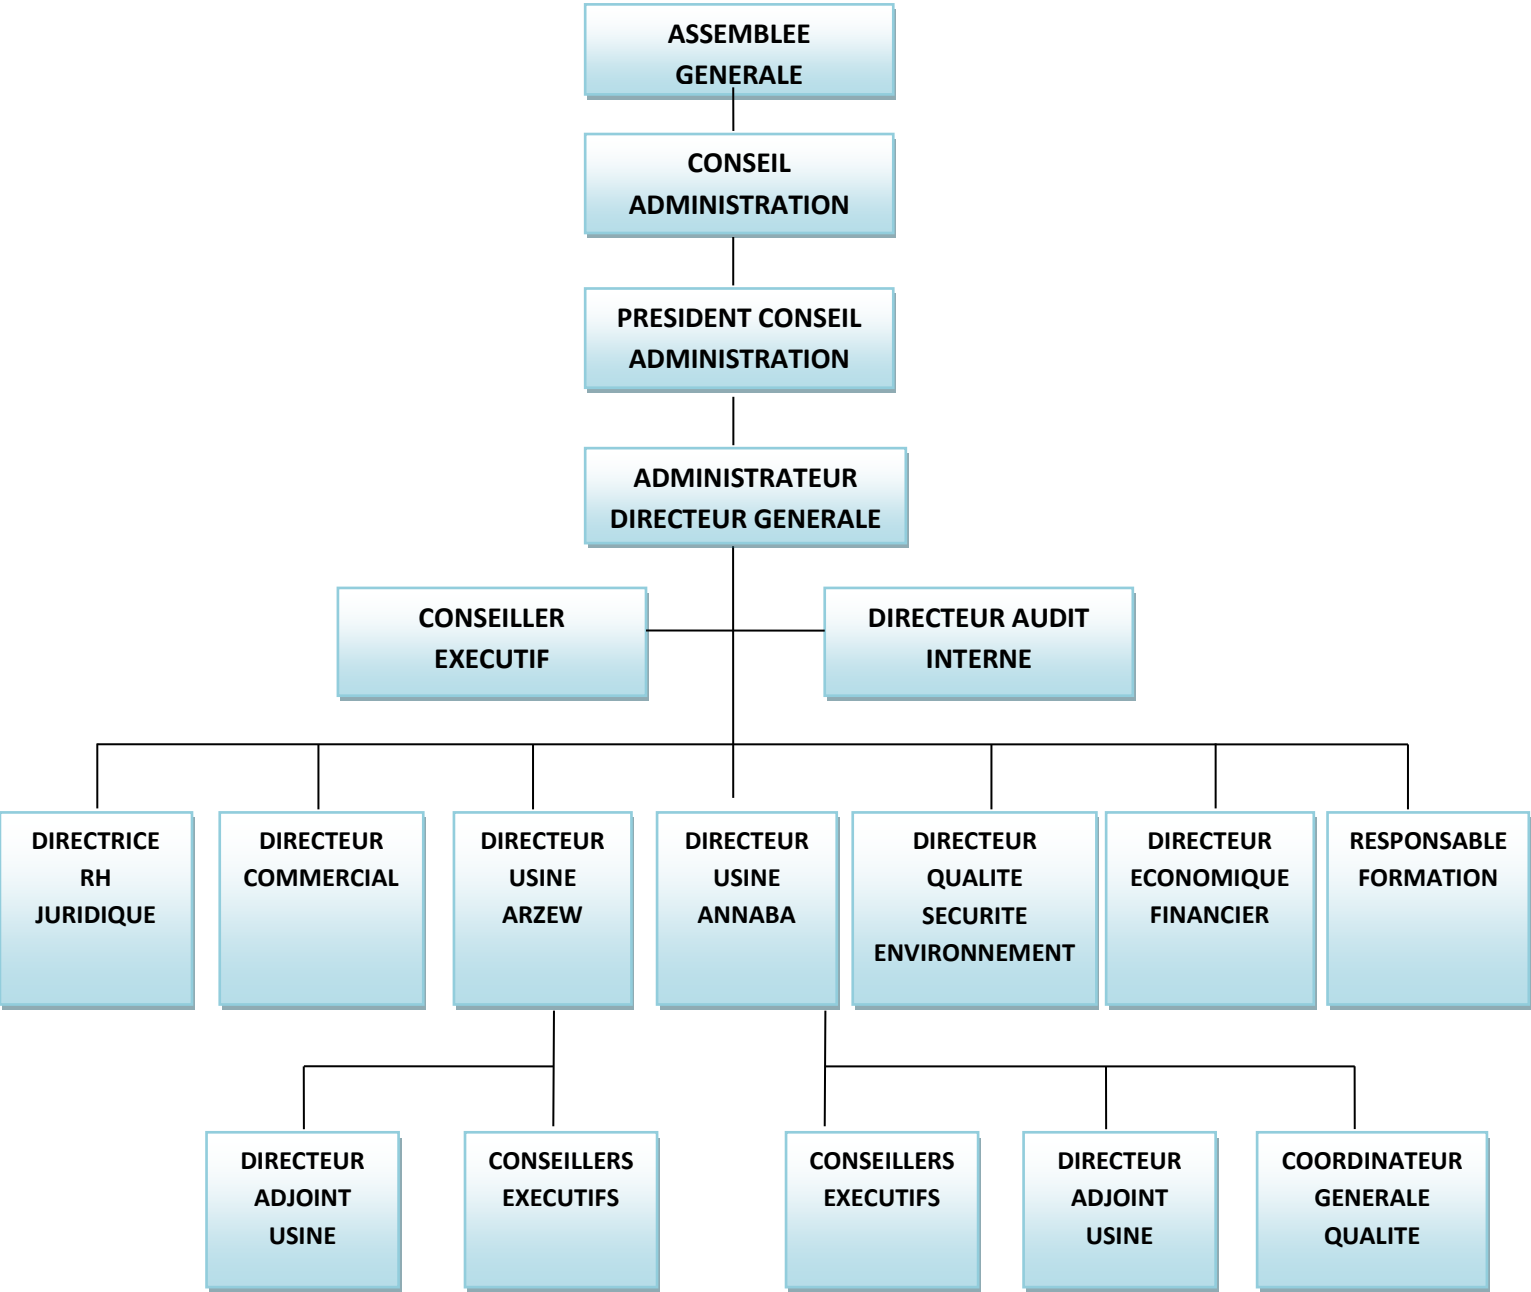 ASSEMBLEE
GENERALE
CONSEIL
ADMINISTRATION
PRESIDENT CONSEIL
ADMINISTRATION
ADMINISTRATEUR
DIRECTEUR GENERALE
CONSEILLER
EXECUTIF
DIRECTEUR AUDIT
INTERNE
DIRECTRICE
RH
JURIDIQUE
DIRECTEUR
COMMERCIAL
DIRECTEUR
USINE
ARZEW
DIRECTEUR
USINE
ANNABA
DIRECTEUR
QUALITE
SECURITE
ENVIRONNEMENT
DIRECTEUR
ECONOMIQUE
FINANCIER
RESPONSABLE
FORMATION
DIRECTEUR
ADJOINT
USINE
CONSEILLERS
EXECUTIFS
CONSEILLERS
EXECUTIFS
DIRECTEUR
ADJOINT
USINE
COORDINATEUR
GENERALE
QUALITE